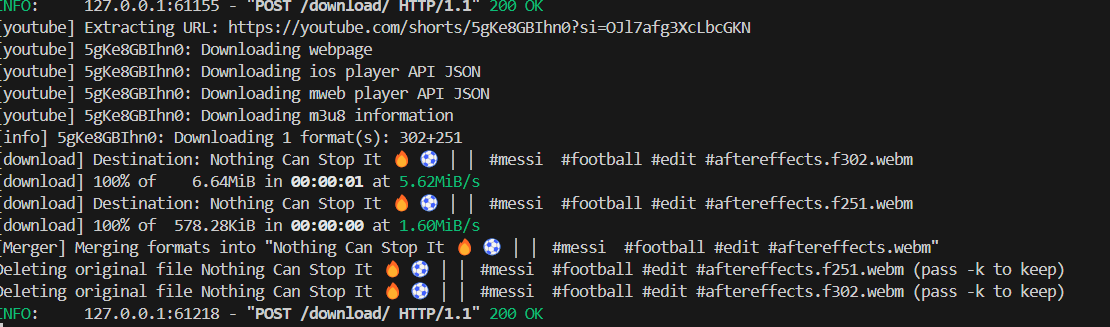 INFO:     127.0.0.1:61155 - "POST /download/ HTTP/1.1" 200 OK
[youtube] Extracting URL: https://youtube.com/shorts/5gKe8GBIhn0?si=OJl7afg3XcLbcGKN
[youtube] 5gKe8GBIhn0: Downloading webpage
[youtube] 5gKe8GBIhn0: Downloading ios player API JSON
[youtube] 5gKe8GBIhn0: Downloading mweb player API JSON
[youtube] 5gKe8GBIhn0: Downloading m3u8 information
[info] 5gKe8GBIhn0: Downloading 1 format(s): 302+251
[download] Destination: Nothing Can Stop It 🔥 ⚽ | | #messi  #football #edit #aftereffects.f302.webm
[download] 100% of    6.64MiB in 00:00:01 at 5.62MiB/s
[download] Destination: Nothing Can Stop It 🔥 ⚽ | | #messi  #football #edit #aftereffects.f251.webm
[download] 100% of  578.28KiB in 00:00:00 at 1.60MiB/s
[Merger] Merging formats into "Nothing Can Stop It 🔥 ⚽ | | #messi  #football #edit #aftereffects.webm"
Deleting original file Nothing Can Stop It 🔥 ⚽ | | #messi  #football #edit #aftereffects.f251.webm (pass -k to keep)
Deleting original file Nothing Can Stop It 🔥 ⚽ | | #messi  #football #edit #aftereffects.f302.webm (pass -k to keep)
INFO:     127.0.0.1:61218 - "POST /download/ HTTP/1.1" 200 OK